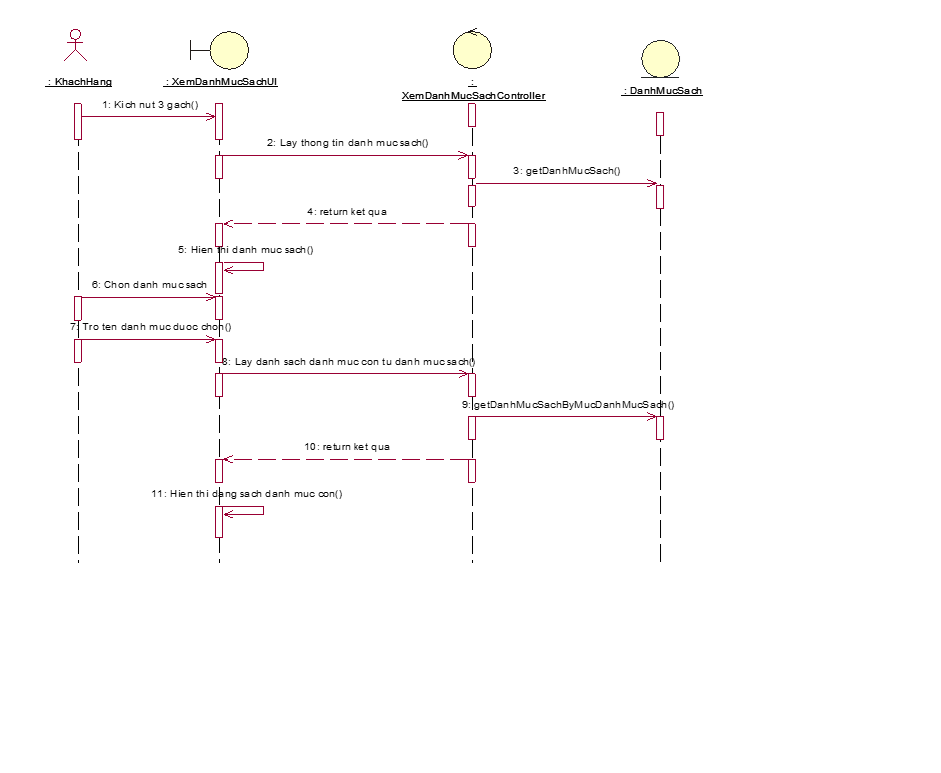 : KhachHang
: XemDanhMucSachUI
:
XemDanhMucSachController
: DanhMucSach
1: Kich nut 3 gach()
2: Lay thong tin danh muc sach()
3: getDanhMucSach()
4: return ket qua
5: Hien thi danh muc sach()
6: Chon danh muc sach
7: Tro ten danh muc duoc chon()
8: Lay danh sach danh muc con tu danh muc sach()
9: getDanhMucSachByMucDanhMucSach()
10: return ket qua
11: Hien thi dang sach danh muc con()